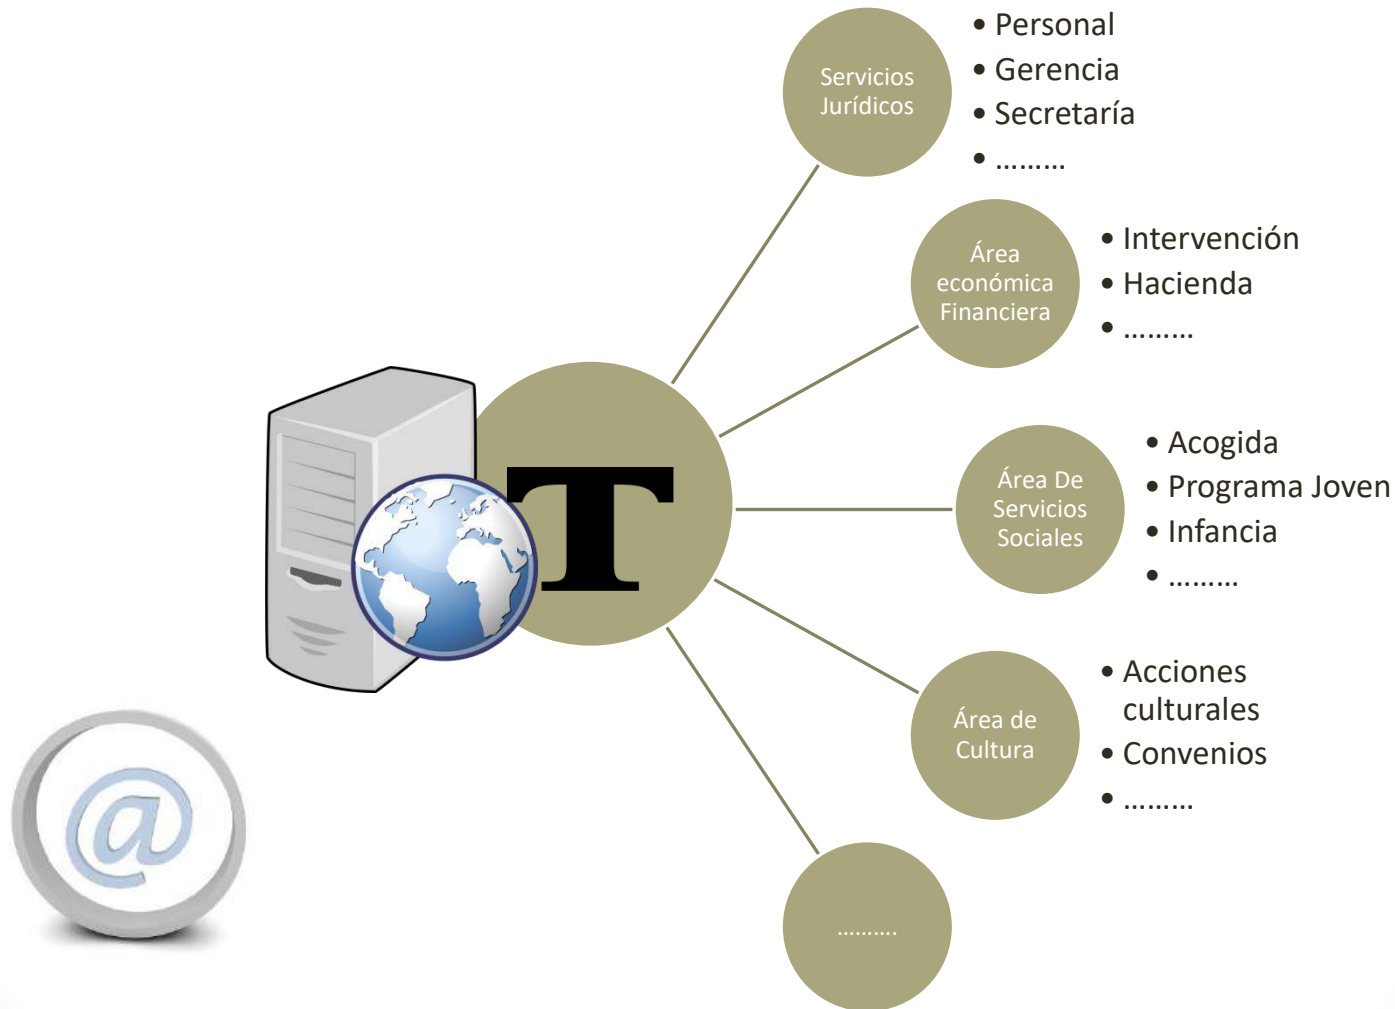 Servicios
Jurídicos
• Personal
• Gerencia
• Secretaría
• .........
Área
económica
Financiera
• Intervención
• Hacienda
• .........
T
Área De
Servicios
Sociales
• Acogida
• Programa Joven
• Infancia
• .........
Área de
Cultura
• Acciones
culturales
• Convenios
• .........
@
..........